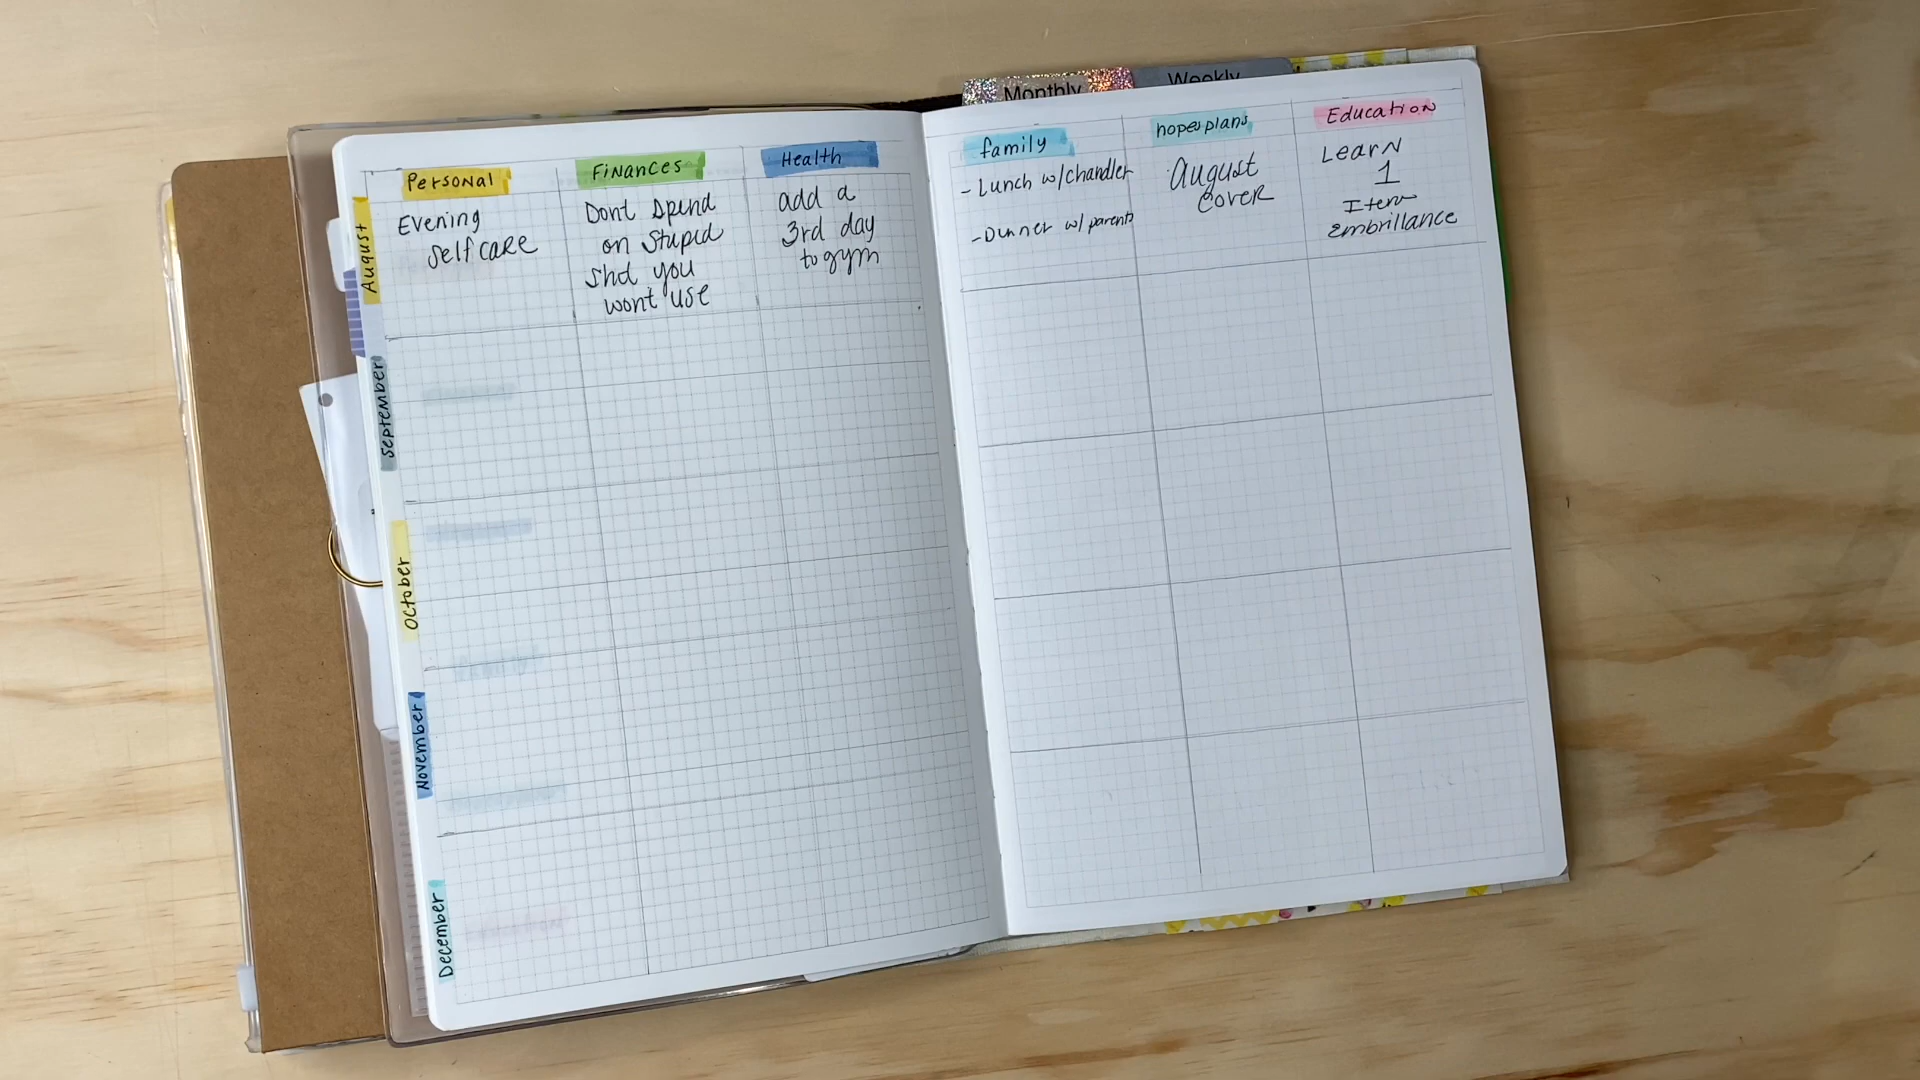 Monthly
Weekly
Personal
Finances
Health
family
hopes plans
Education
August
Evening
Self care
Dont spend
on stupid
shit you
wont use
add a
3rd day
to gym
- Lunch w/chandler
- Dinner w/ parents
August
Cover
Learn
1
Item
Embrillance
September
October
November
December